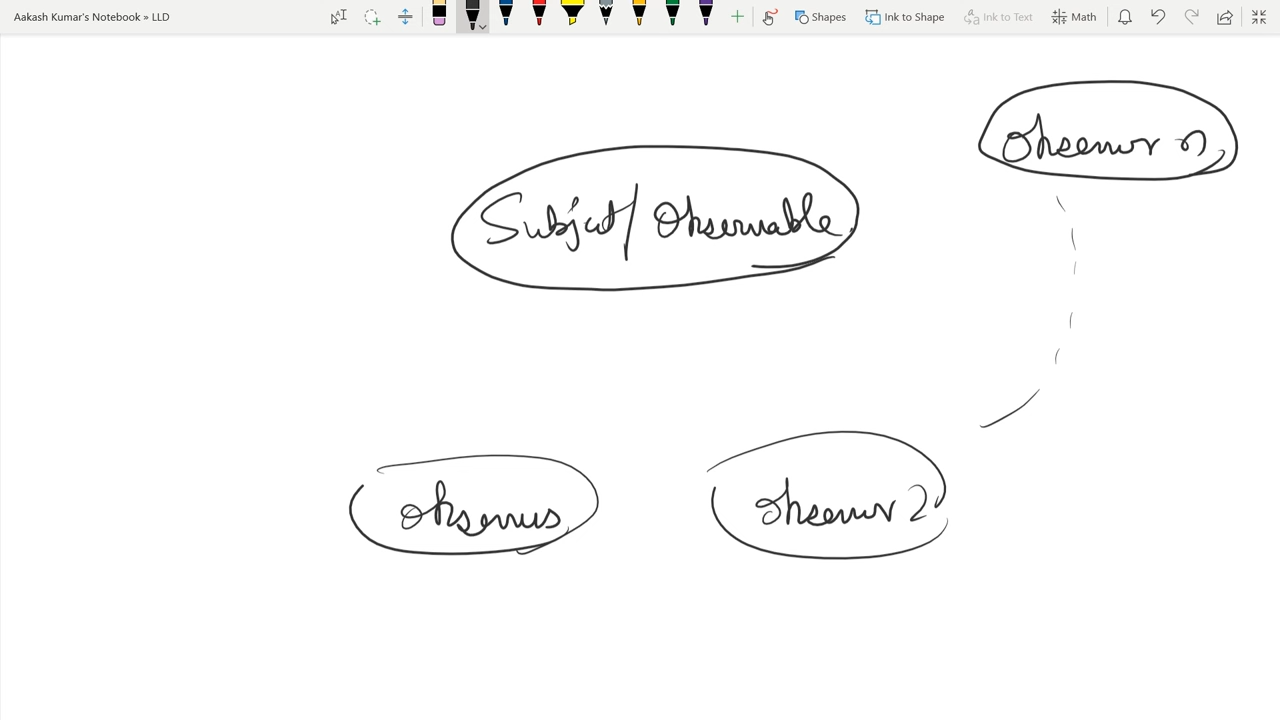 Aakash Kumar's Notebook » LLD
Shapes
Ink to Shape
Ink to Text
Math
Observer n
Subject/ Observable
Observer 2